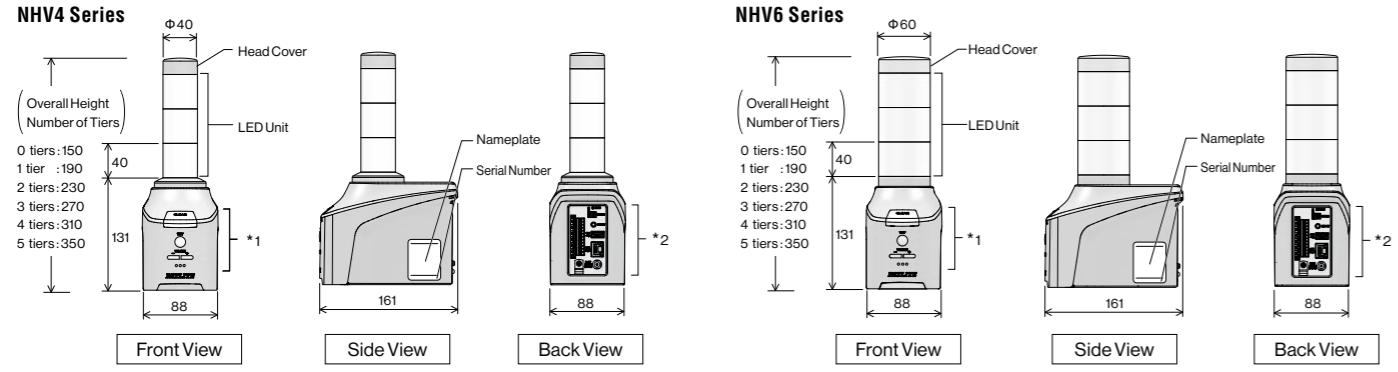 NHV4 Series
Φ40
Head Cover
Overall Height
Number of Tiers
LED Unit
0 tiers:150
1 tier :190
2 tiers:230
3 tiers:270
4 tiers:310
5 tiers:350
40
131
*1
88
Nameplate
Serial Number
161
*2
88
Front View
Side View
Back View
NHV6 Series
Φ60
Head Cover
Overall Height
Number of Tiers
LED Unit
0 tiers:150
1 tier :190
2 tiers:230
3 tiers:270
4 tiers:310
5 tiers:350
40
131
*1
88
Nameplate
Serial Number
161
*2
88
Front View
Side View
Back View